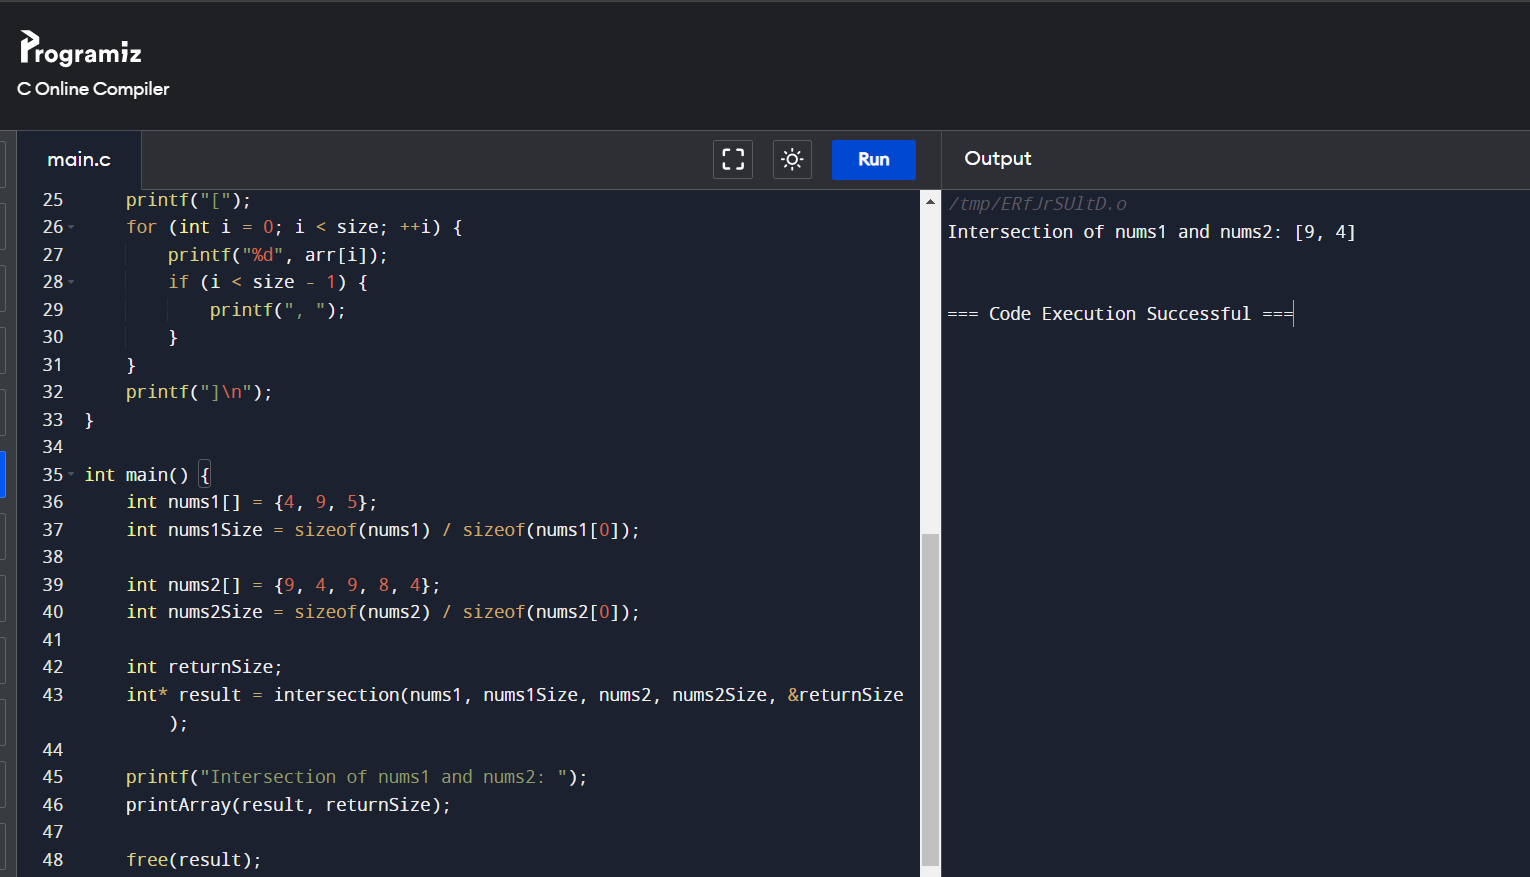 Programiz
C Online Compiler
main.c
Run
Output
25 printf("[");
26 for (int i = 0; i < size; ++i) {
27 printf("%d", arr[i]);
28 if (i < size - 1) {
29 printf(", ");
30 }
31 }
32 printf("]\n");
33 }
34
35 int main() {
36 int nums1[] = {4, 9, 5};
37 int nums1Size = sizeof(nums1) / sizeof(nums1[0]);
38
39 int nums2[] = {9, 4, 9, 8, 4};
40 int nums2Size = sizeof(nums2) / sizeof(nums2[0]);
41
42 int returnSize;
43 int* result = intersection(nums1, nums1Size, nums2, nums2Size, &returnSize
);
44
45 printf("Intersection of nums1 and nums2: ");
46 printArray(result, returnSize);
47
48 free(result);
/tmp/ERfJrSUltD.o
Intersection of nums1 and nums2: [9, 4]
=== Code Execution Successful ===